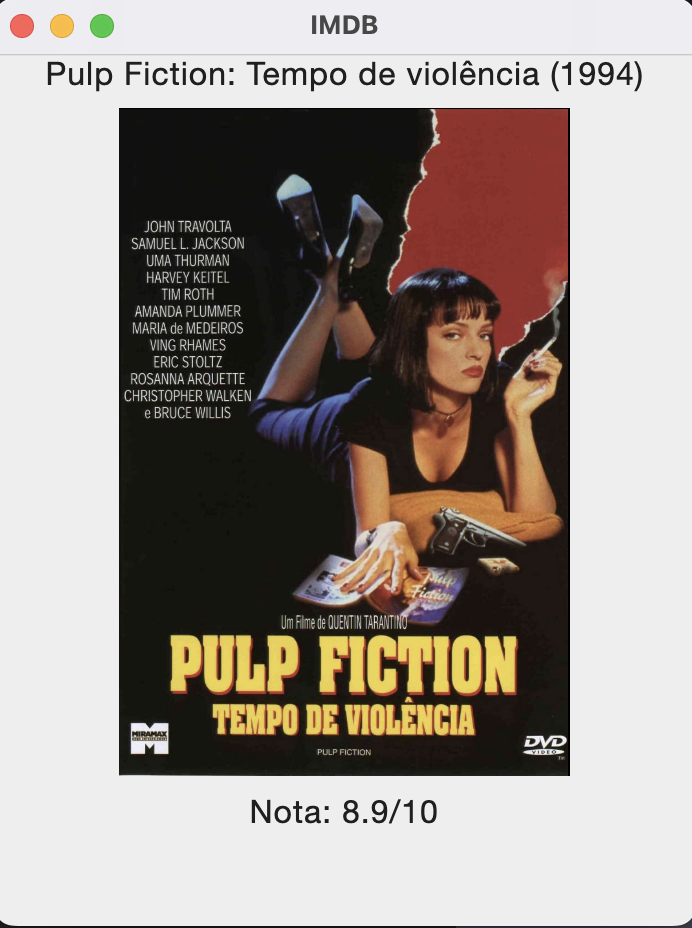 IMDB
Pulp Fiction: Tempo de violência (1994)
JOHN TRAVOLTA
SAMUEL L. JACKSON
UMA THURMAN
HARVEY KEITEL
TIM ROTH
AMANDA PLUMMER
MARIA de MEDEIROS
VING RHAMES
ERIC STOLTZ
ROSANNA ARQUETTE
CHRISTOPHER WALKEN
e BRUCE WILLIS
Pulp
Fiction
Um Filme de QUENTIN TARANTINO
PULP FICTION
TEMPO DE VIOLÊNCIA
MIRAMAX
PULP FICTION
DVD
VIDEO
Nota: 8.9/10